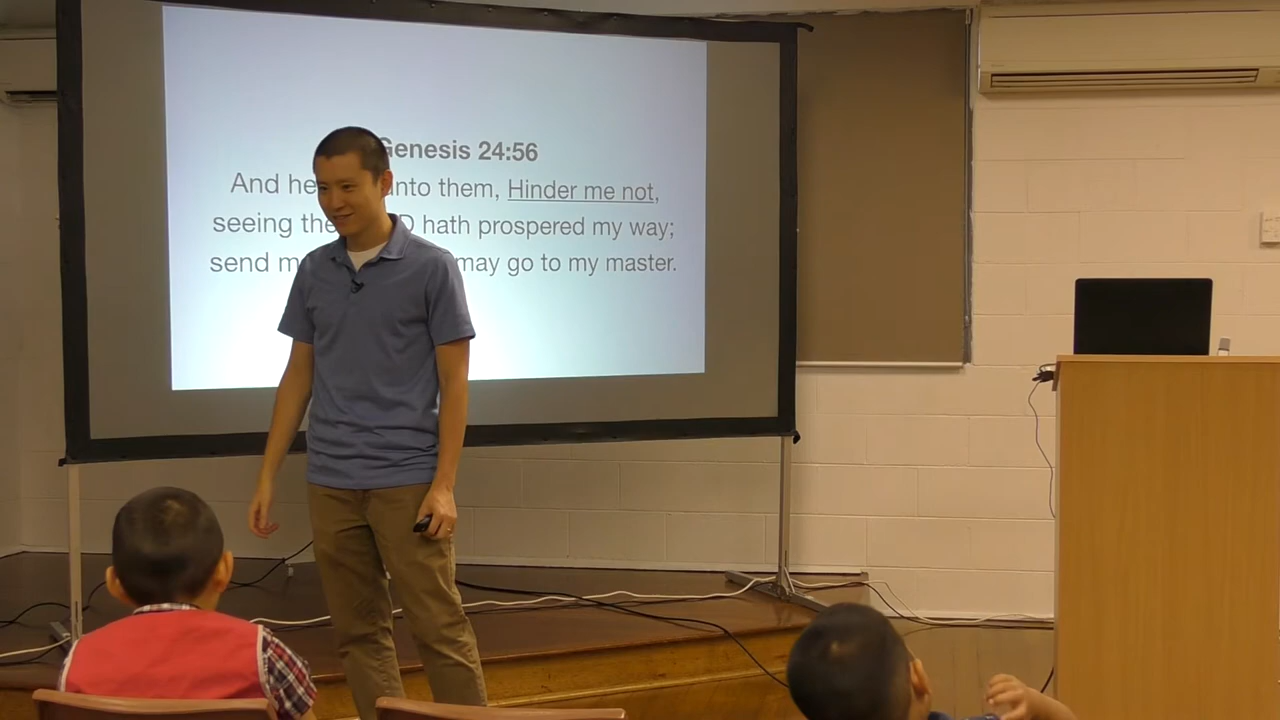 Genesis 24:56
And he unto them, Hinder me not,
seeing the hath prospered my way;
send may go to my master.